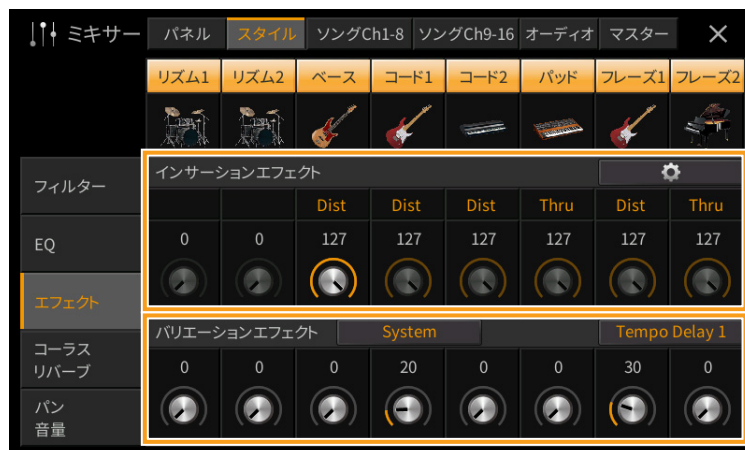 ミキサー パネル スタイル ソングCh1-8 ソングCh9-16 オーディオ マスター ×
リズム1 リズム2 ベース コード1 コード2 パッド フレーズ1 フレーズ2
フィルター
EQ
エフェクト
コーラス
リバーブ
パン
音量
インサーションエフェクト
Dist Dist Dist Thru Dist Thru
0 0 127 127 127 127 127 127
バリエーションエフェクト System Tempo Delay 1
0 0 0 20 0 0 30 0